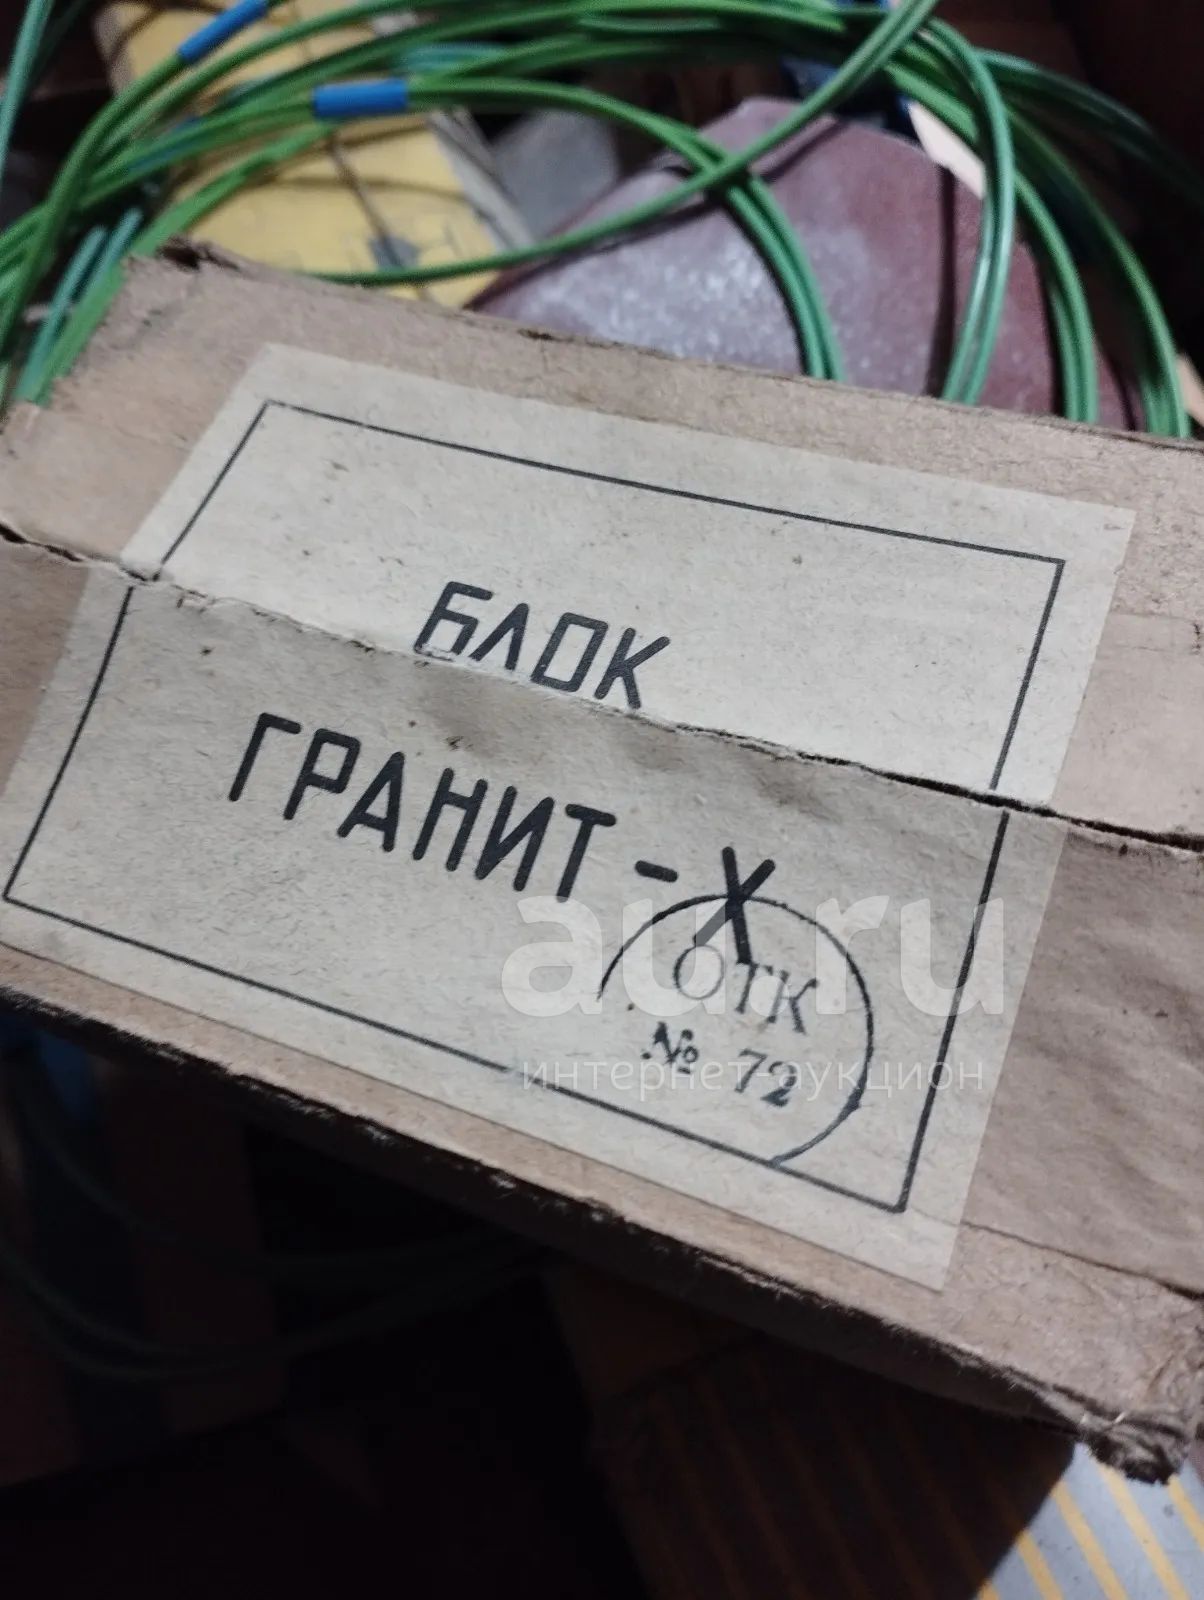 БЛОК
ГРАНИТ-Х
ОТК
№ 72
au.ru
интернет-аукцион